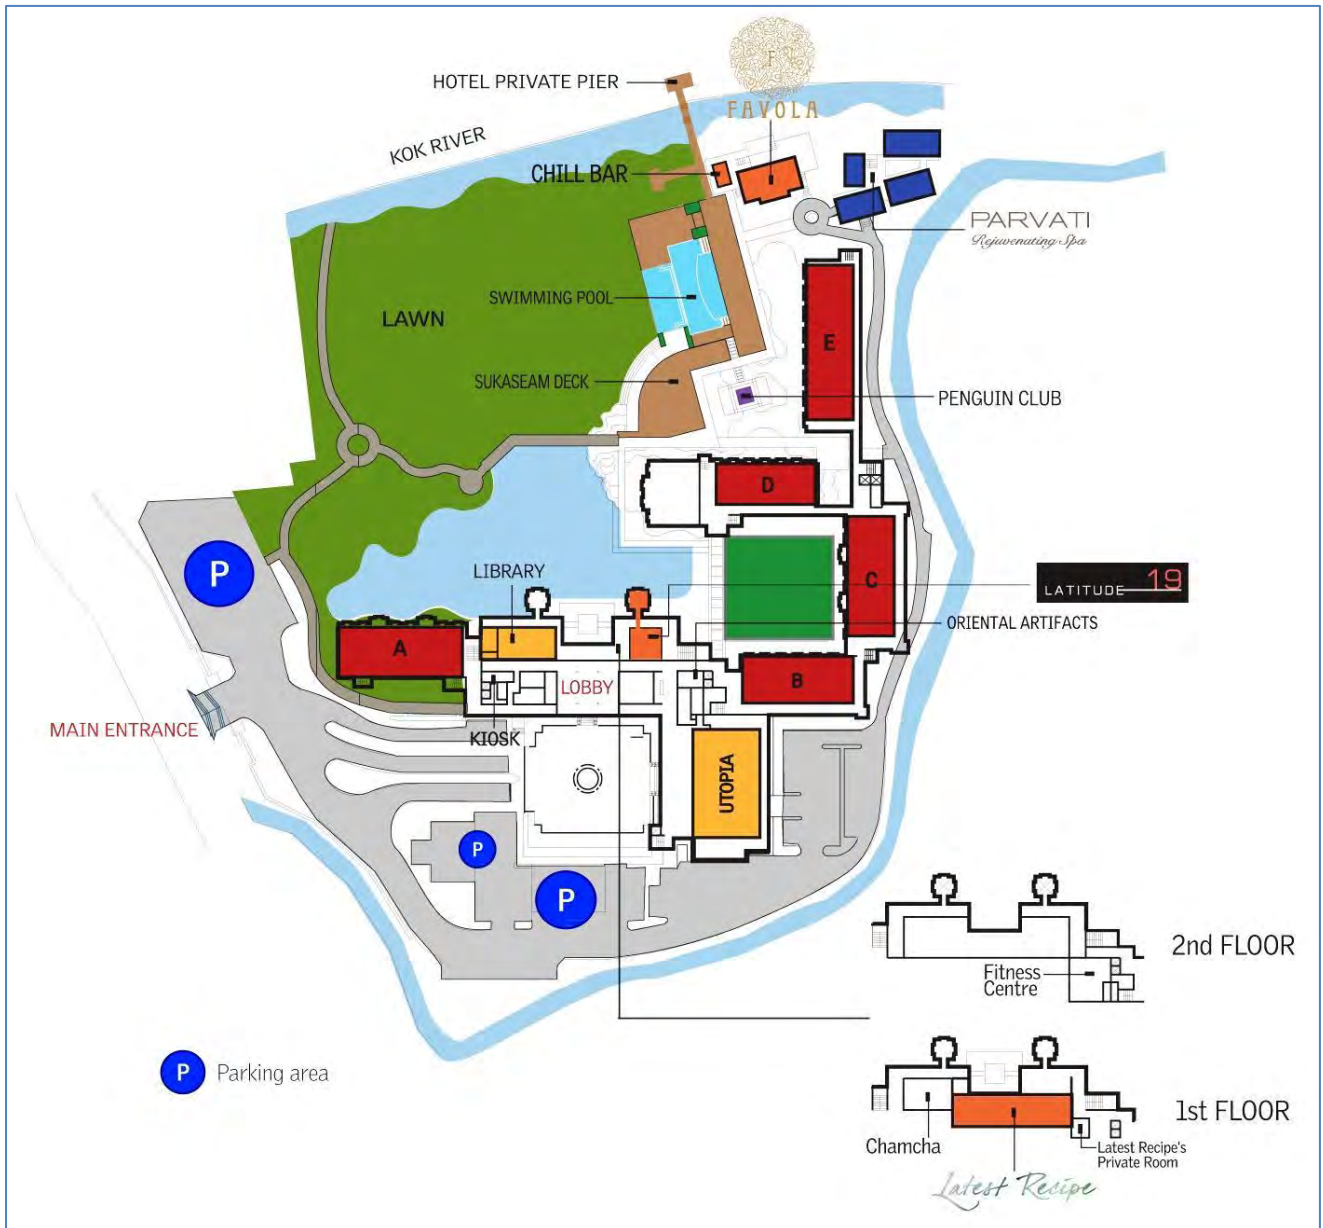 HOTEL PRIVATE PIER
F
FAVOLA
KOK RIVER
CHILL BAR
PARVATI
Rejuvenating Spa
SWIMMING POOL
LAWN
E
SUKASEAM DECK
PENGUIN CLUB
D
P
LIBRARY
C
LATITUDE 19
ORIENTAL ARTIFACTS
A
B
LOBBY
MAIN ENTRANCE
KIOSK
UTOPIA
P
P
2nd FLOOR
Fitness
Centre
P Parking area
1st FLOOR
Chamcha
Latest Recipe's
Private Room
Latest Recipe